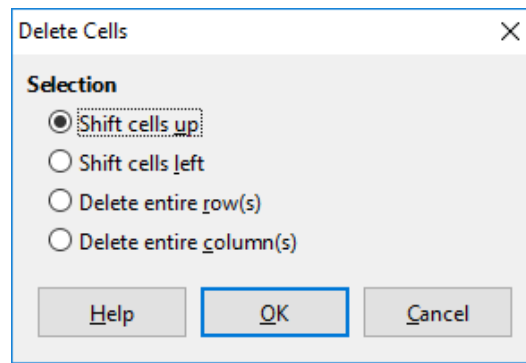 Delete Cells
Selection
Shift cells up
Shift cells left
Delete entire row(s)
Delete entire column(s)
Help OK Cancel